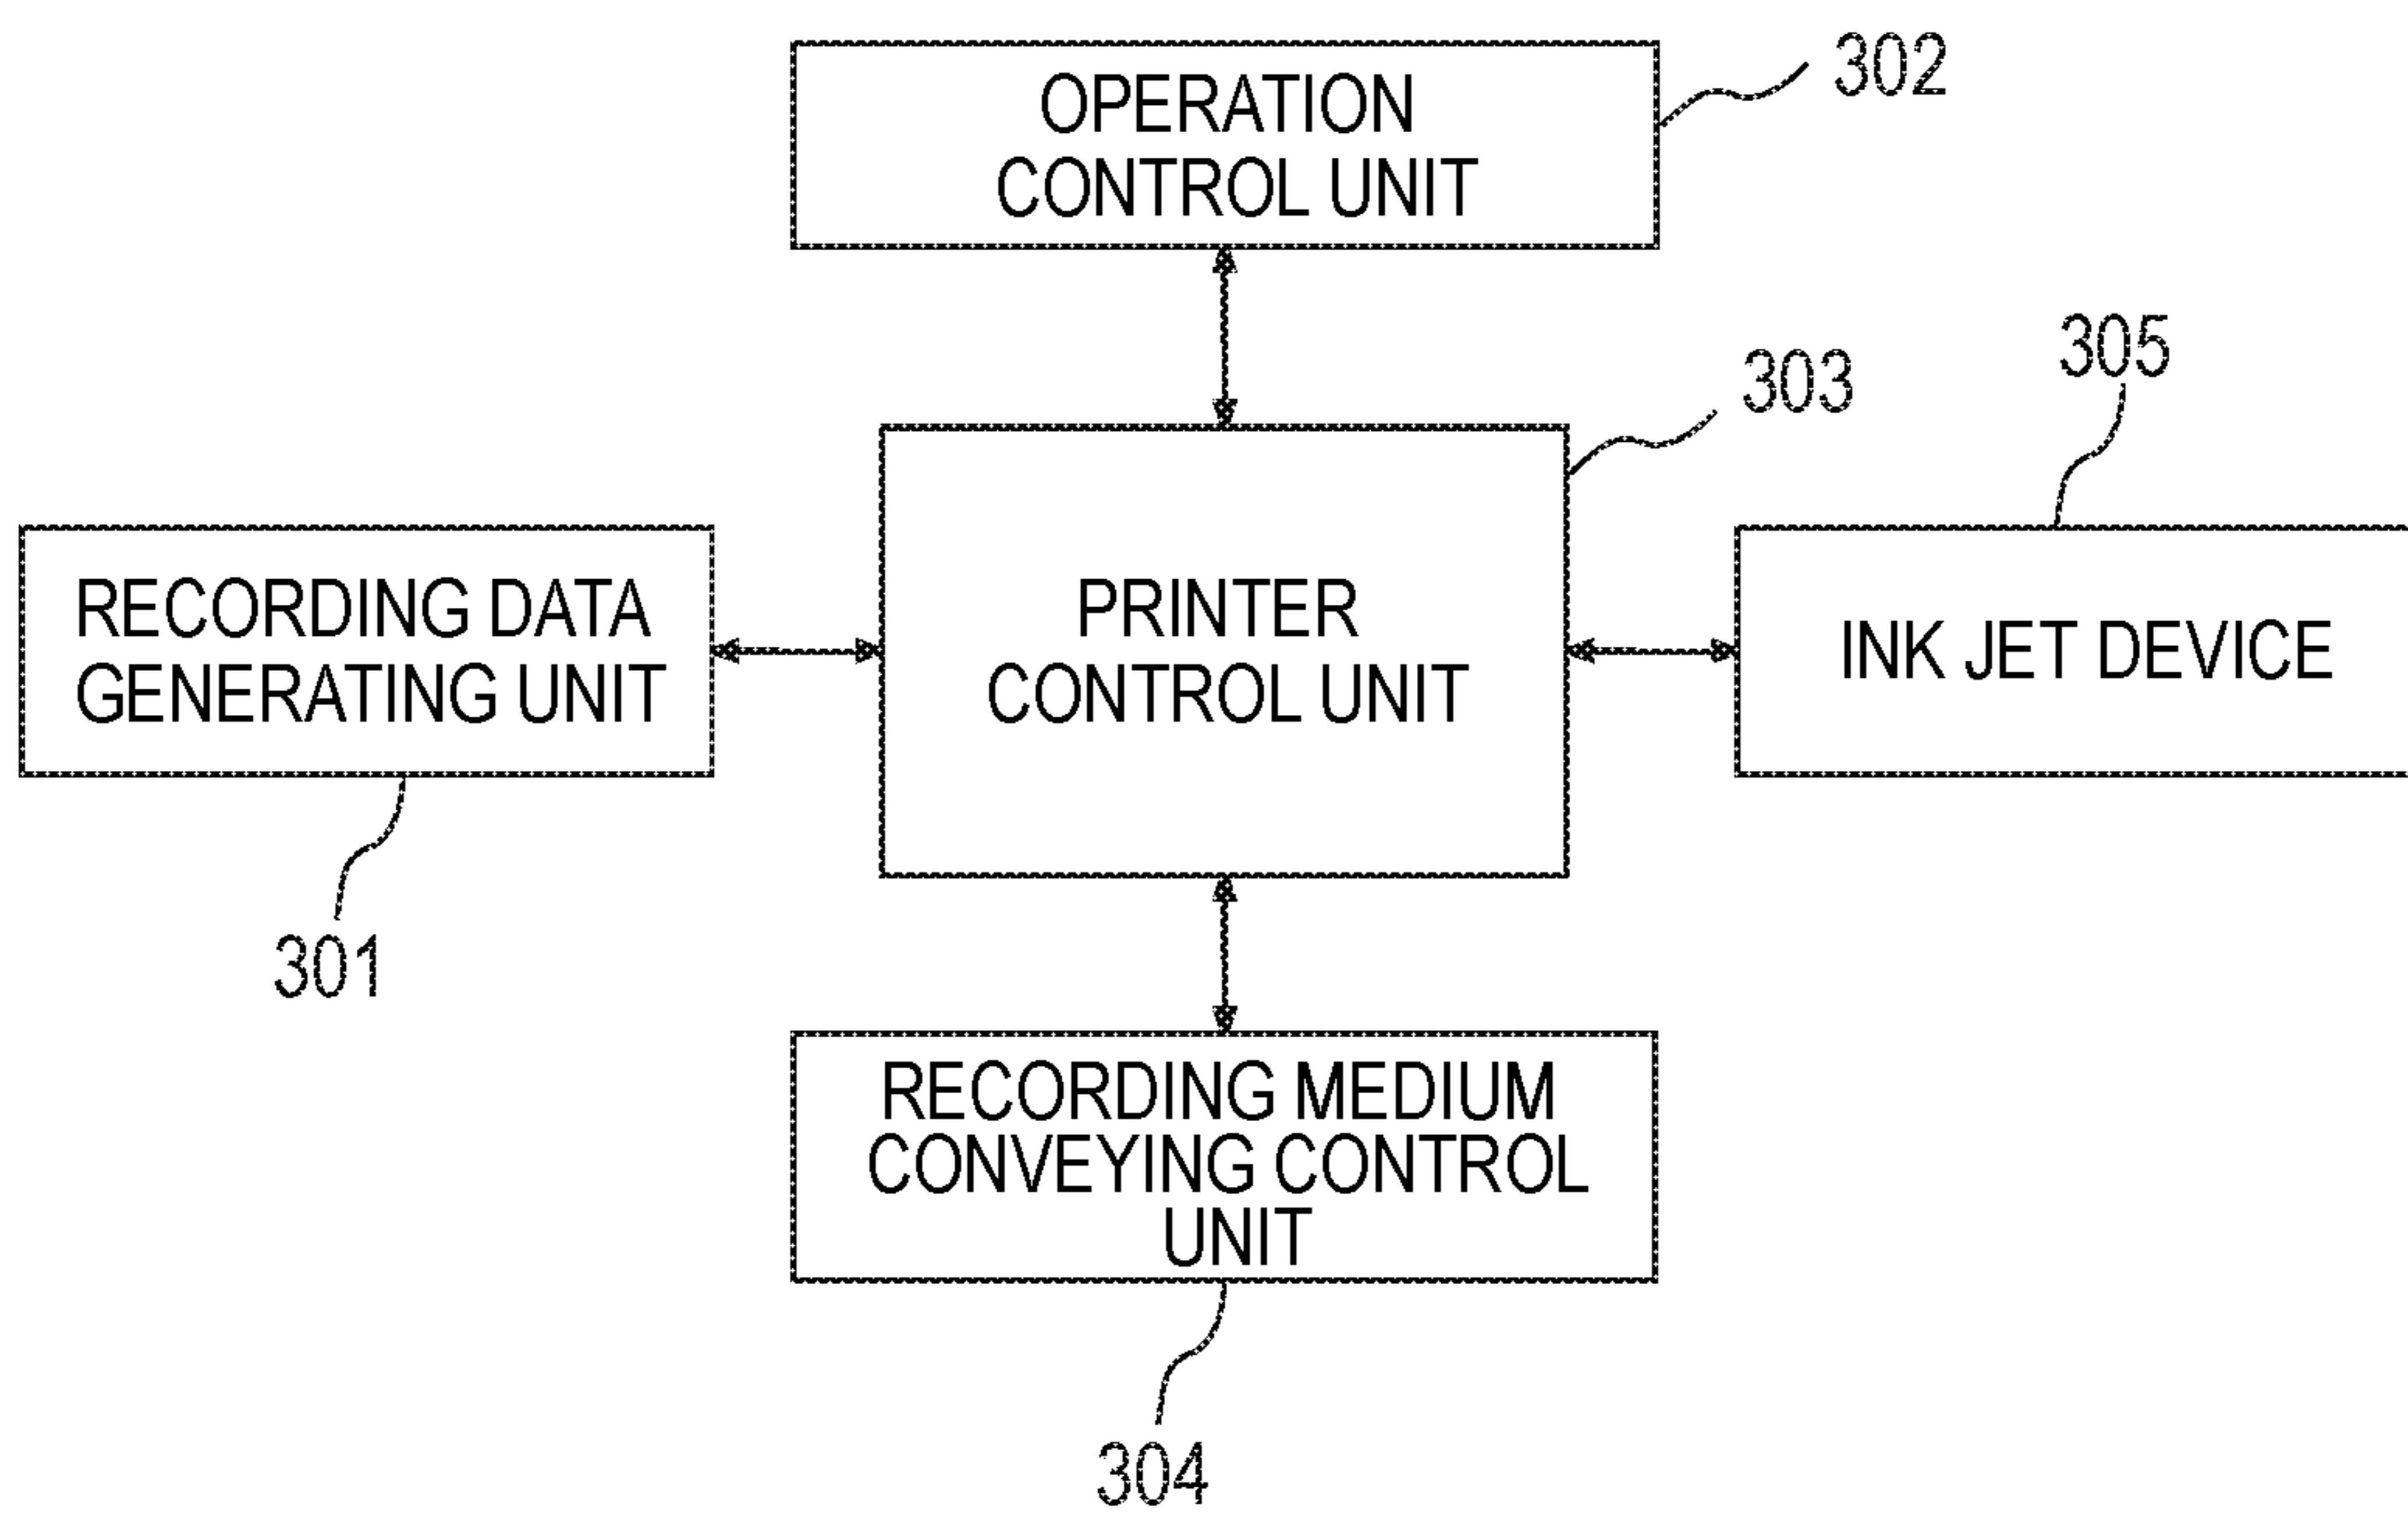 OPERATION
CONTROL UNIT
302
303
305
RECORDING DATA
GENERATING UNIT
PRINTER
CONTROL UNIT
INK JET DEVICE
301
RECORDING MEDIUM
CONVEYING CONTROL
UNIT
304